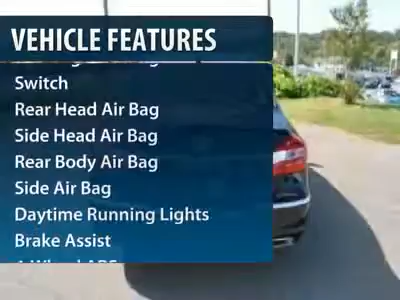 VEHICLE FEATURES
Switch
Rear Head Air Bag
Side Head Air Bag
Rear Body Air Bag
Side Air Bag
Daytime Running Lights
Brake Assist